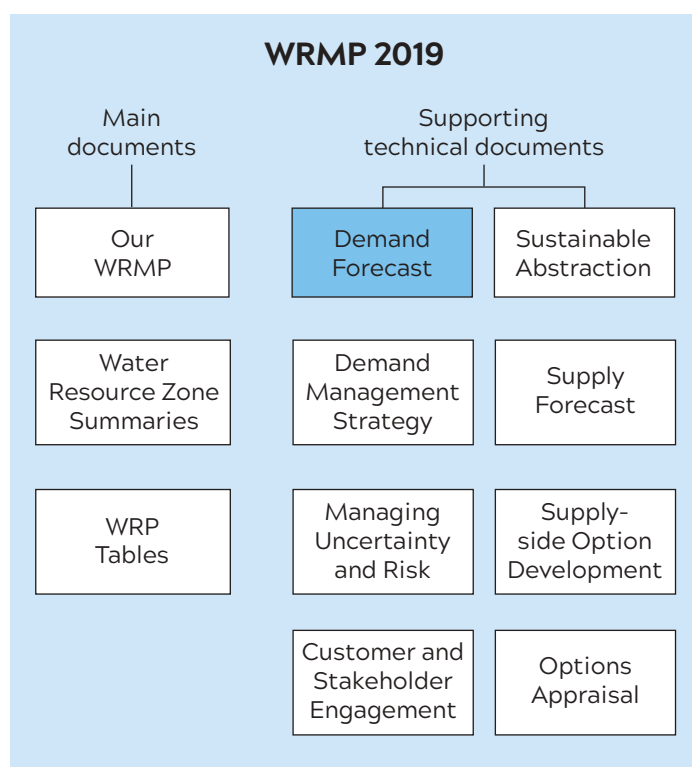 WRMP 2019
Main
documents
Supporting
technical documents
Our
WRMP
Demand
Forecast
Sustainable
Abstraction
Water
Resource Zone
Summaries
Demand
Management
Strategy
Supply
Forecast
WRP
Tables
Managing
Uncertainty
and Risk
Supply-
side Option
Development
Customer and
Stakeholder
Engagement
Options
Appraisal